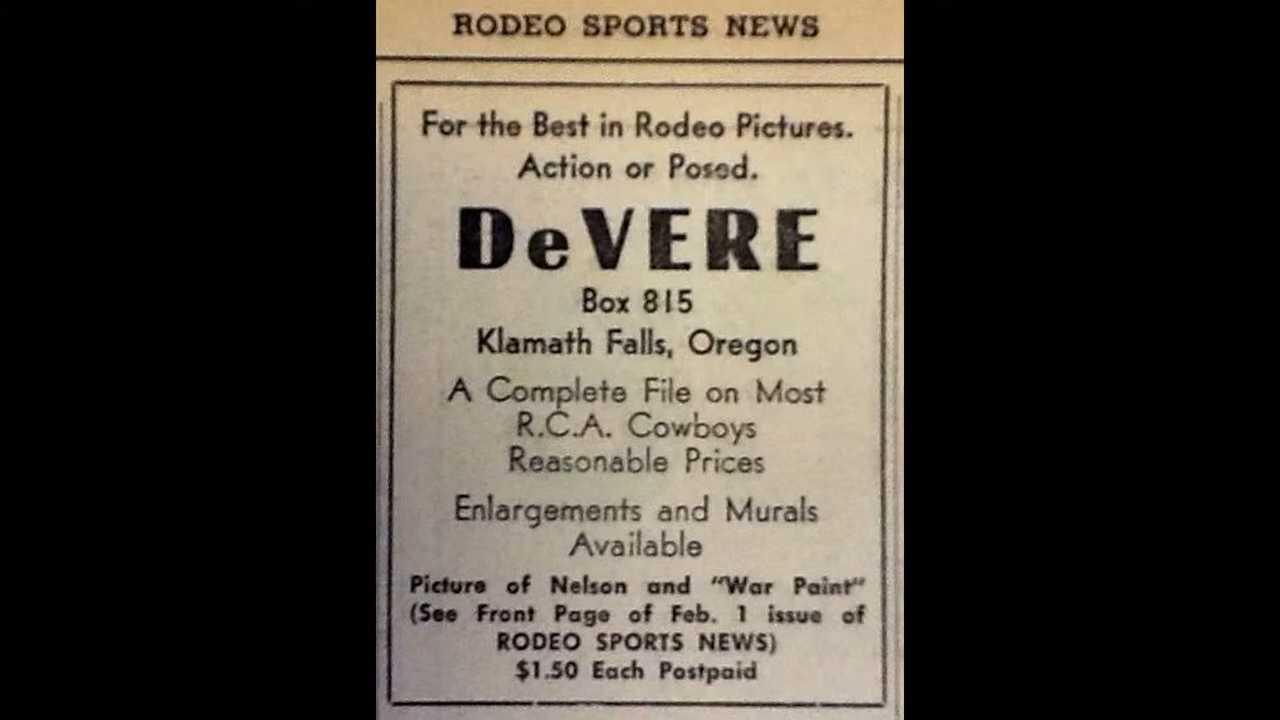 RODEO SPORTS NEWS
For the Best in Rodeo Pictures.
Action or Posed.
DeVERE
Box 815
Klamath Falls, Oregon
A Complete File on Most
R.C.A. Cowboys
Reasonable Prices
Enlargements and Murals
Available
Picture of Nelson and "War Paint"
(See Front Page of Feb. 1 issue of
RODEO SPORTS NEWS)
$1.50 Each Postpaid